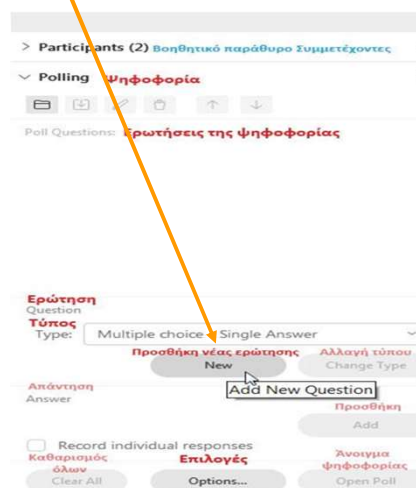 > Participants (2) Βοηθητικό παράθυρο Συμμετέχοντες
Polling Ψηφοφορία
Poll Questions: Ερωτήσεις της ψηφοφορίας
Ερώτηση
Question
Τύπος
Type: Multiple choice - Single Answer
Προσθήκη νέας ερώτησης Αλλαγή τύπου
New Change Type
Add New Question
Απάντηση
Answer
Προσθήκη
Add
Record individual responses
Καθαρισμός όλων Επιλογές Άνοιγμα ψηφοφορίας
Clear All Options... Open Poll